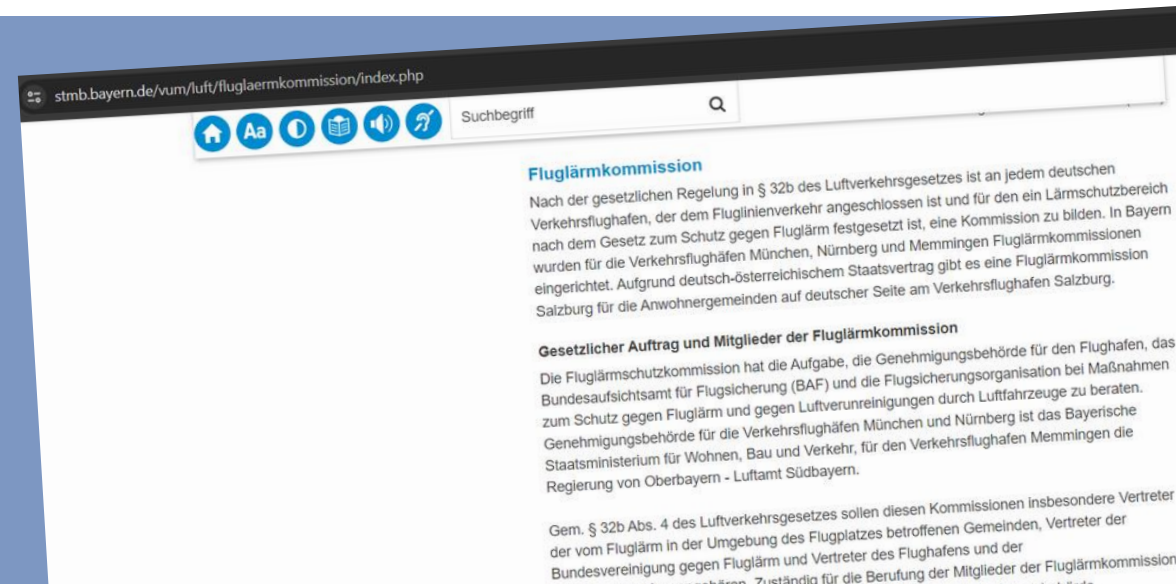 stmb.bayern.de/vum/luft/fluglaermkommission/index.php
Aa
Suchbegriff
Fluglärmkommission
Nach der gesetzlichen Regelung in § 32b des Luftverkehrsgesetzes ist an jedem deutschen
Verkehrsflughafen, der dem Fluglinienverkehr angeschlossen ist und für den ein Lärmschutzbereich
nach dem Gesetz zum Schutz gegen Fluglärm festgesetzt ist, eine Kommission zu bilden. In Bayern
wurden für die Verkehrsflughäfen München, Nürnberg und Memmingen Fluglärmkommissionen
eingerichtet. Aufgrund deutsch-österreichischem Staatsvertrag gibt es eine Fluglärmkommission
Salzburg für die Anwohnergemeinden auf deutscher Seite am Verkehrsflughafen Salzburg.
Gesetzlicher Auftrag und Mitglieder der Fluglärmkommission
Die Fluglärmschutzkommission hat die Aufgabe, die Genehmigungsbehörde für den Flughafen, das
Bundesaufsichtsamt für Flugsicherung (BAF) und die Flugsicherungsorganisation bei Maßnahmen
zum Schutz gegen Fluglärm und gegen Luftverunreinigungen durch Luftfahrzeuge zu beraten.
Genehmigungsbehörde für die Verkehrsflughäfen München und Nürnberg ist das Bayerische
Staatsministerium für Wohnen, Bau und Verkehr, für den Verkehrsflughafen Memmingen die
Regierung von Oberbayern - Luftamt Südbayern.
Gem. § 32b Abs. 4 des Luftverkehrsgesetzes sollen diesen Kommissionen insbesondere Vertreter
der vom Fluglärm in der Umgebung des Flugplatzes betroffenen Gemeinden, Vertreter der
Bundesvereinigung gegen Fluglärm und Vertreter des Flughafens und der
Zuständig für die Berufung der Mitglieder der Fluglärmkommission